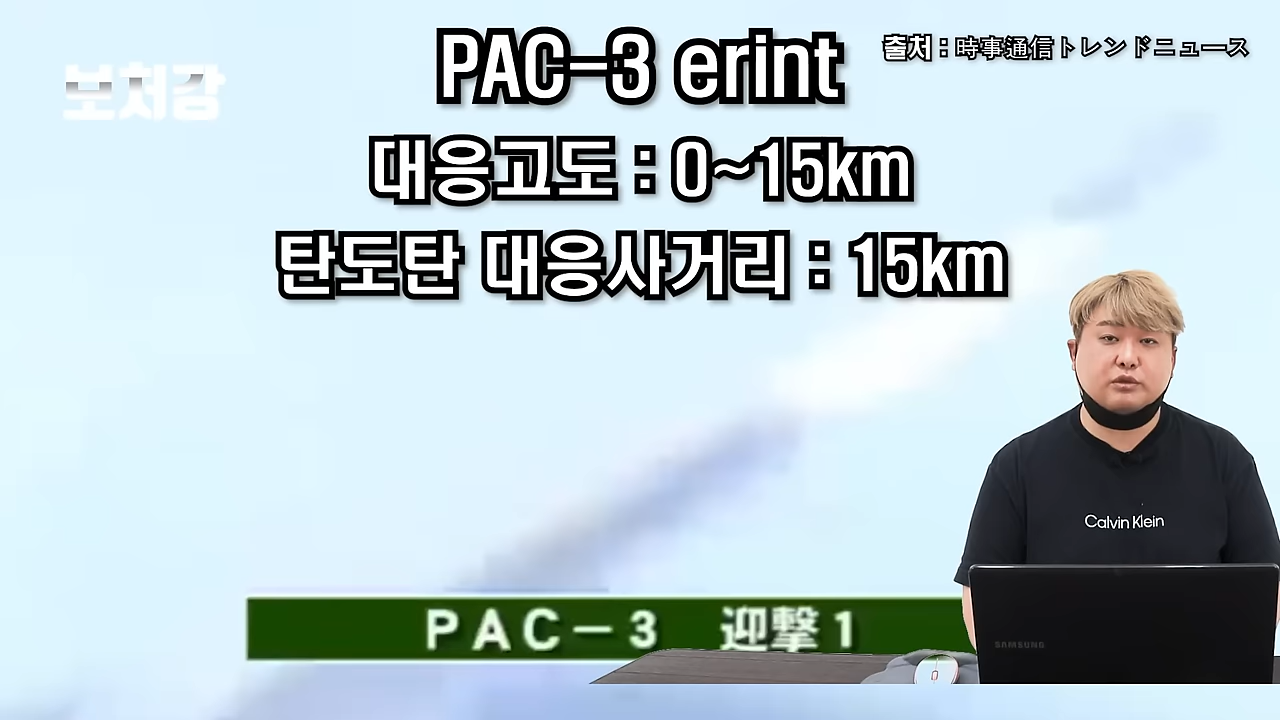 보처강
PAC-3 erint
출처 : 時事通信トレンドニュース
대응고도 : 0~15km
탄도탄 대응사거리 : 15km
Calvin Klein
SAMSUNG
PAC-3 迎撃1